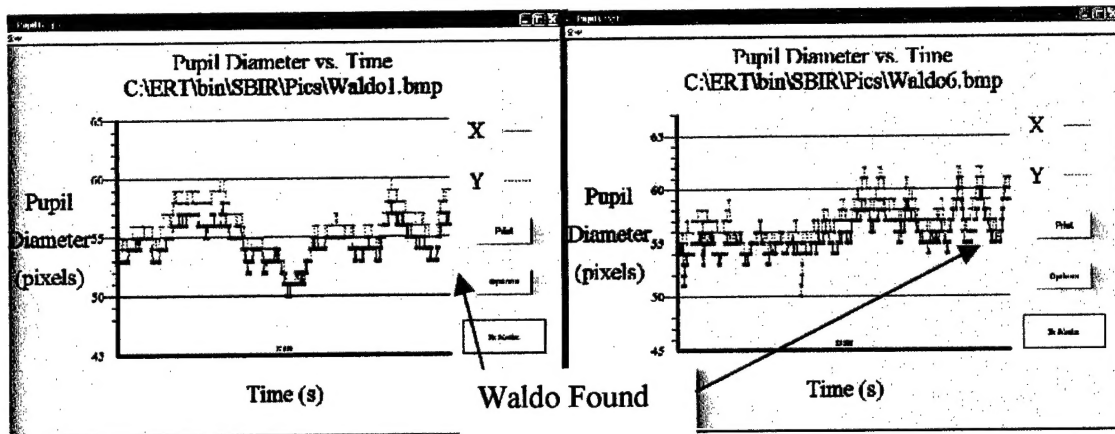 Pupil Diameter vs. Time
C:\ERT\bin\SBIR\Pics\Waldo1.bmp
65
60
55
50
45
Pupil
Diameter
(pixels)
X
Y
Print
Options
Time (s)
Pupil Diameter vs. Time
C:\ERT\bin\SBIR\Pics\Waldo6.bmp
65
60
55
50
45
Pupil
Diameter
(pixels)
X
Y
Print
Options
Time (s)
Waldo Found